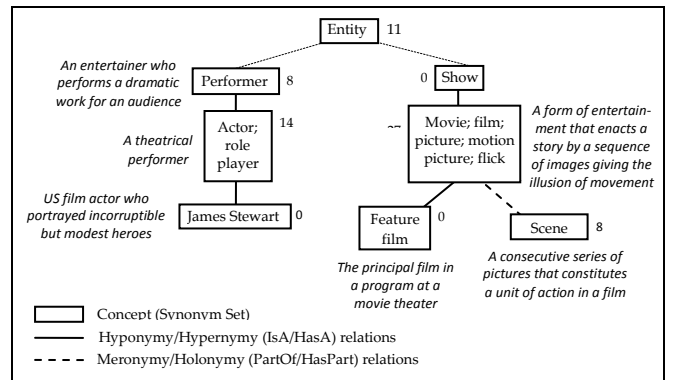 Entity 11
An entertainer who
performs a dramatic
work for an audience
Performer 8
0 Show
A theatrical
performer
Actor;
role
player
14
Movie; film;
picture; motion
picture; flick
A form of entertain-
ment that enacts a
story by a sequence
of images giving the
illusion of movement
US film actor who
portrayed incorruptible
but modest heroes
James Stewart 0
Feature
film
0
Scene 8
The principal film in
a program at a
movie theater
A consecutive series of
pictures that constitutes
a unit of action in a film
Concept (Synonym Set)
Hyponymy/Hypernymy (IsA/HasA) relations
Meronymy/Holonymy (PartOf/HasPart) relations